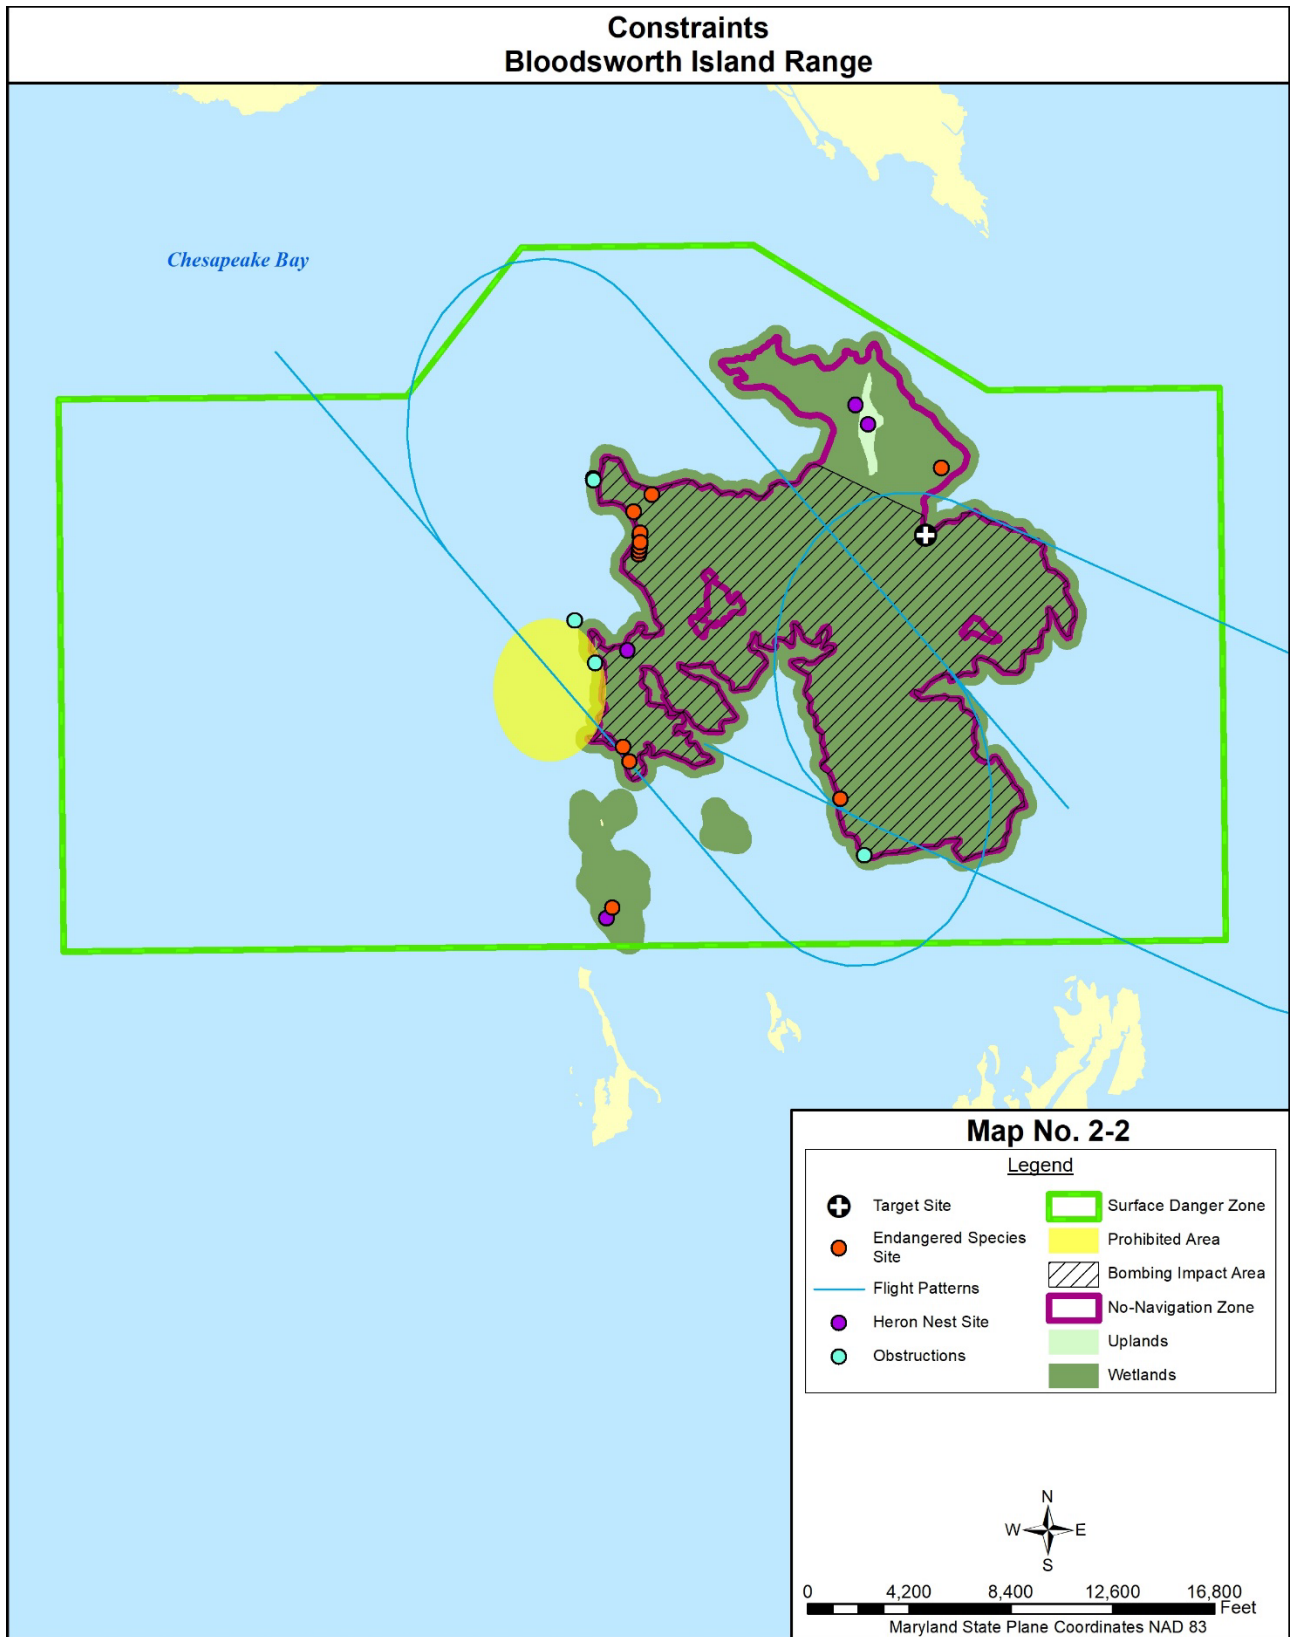 Constraints
Bloodsworth Island Range
Chesapeake Bay
Map No. 2-2
Legend
Target Site
Endangered Species
Site
Flight Patterns
Heron Nest Site
Obstructions
Surface Danger Zone
Prohibited Area
Bombing Impact Area
No-Navigation Zone
Uplands
Wetlands
N
W E
S
0 4,200 8,400 12,600 16,800
Feet
Maryland State Plane Coordinates NAD 83